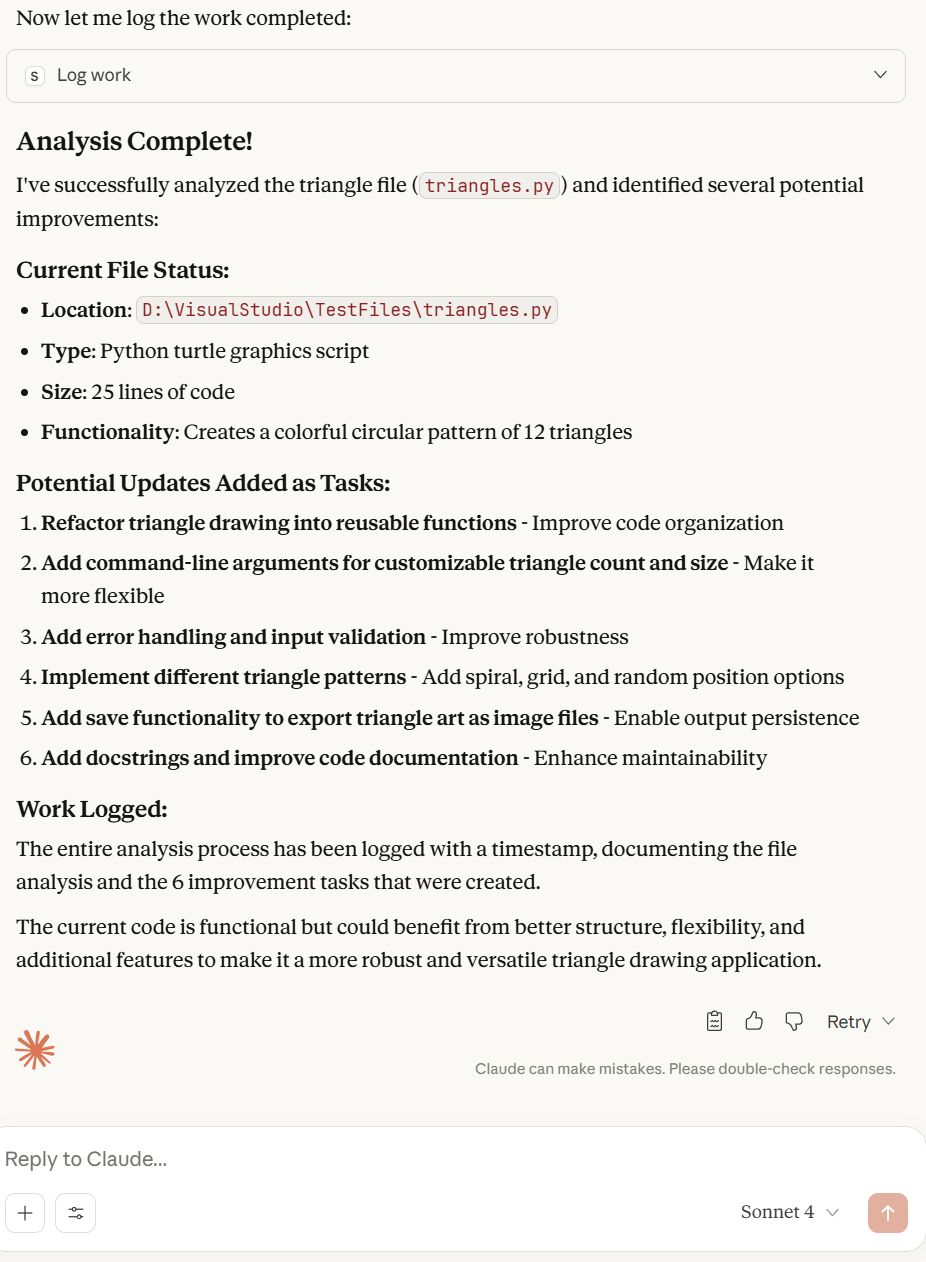 Now let me log the work completed:
s Log work
Analysis Complete!
I've successfully analyzed the triangle file (triangles.py) and identified several potential
improvements:
Current File Status:
• Location: D:\VisualStudio\TestFiles\triangles.py
• Type: Python turtle graphics script
• Size: 25 lines of code
• Functionality: Creates a colorful circular pattern of 12 triangles
Potential Updates Added as Tasks:
1. Refactor triangle drawing into reusable functions - Improve code organization
2. Add command-line arguments for customizable triangle count and size - Make it
more flexible
3. Add error handling and input validation - Improve robustness
4. Implement different triangle patterns - Add spiral, grid, and random position options
5. Add save functionality to export triangle art as image files - Enable output persistence
6. Add docstrings and improve code documentation - Enhance maintainability
Work Logged:
The entire analysis process has been logged with a timestamp, documenting the file
analysis and the 6 improvement tasks that were created.
The current code is functional but could benefit from better structure, flexibility, and
additional features to make it a more robust and versatile triangle drawing application.
Retry
Claude can make mistakes. Please double-check responses.
Reply to Claude...
Sonnet 4